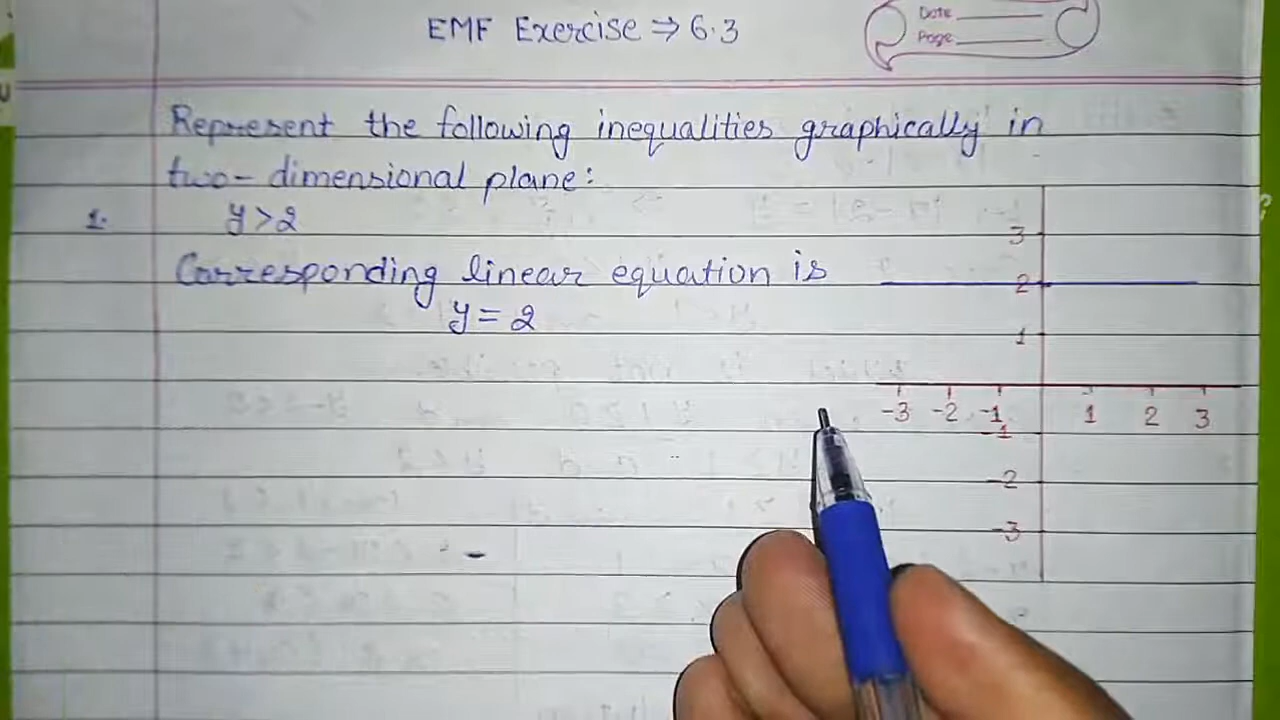 EMF Exercise ⇒ 6.3
Date
Page
Represent the following inequalities graphically in
two-dimensional plane:
1. y > 2
Corresponding linear equation is
y = 2
3
2
1
-3 -2 -1 1 2 3
-1
-2
-3